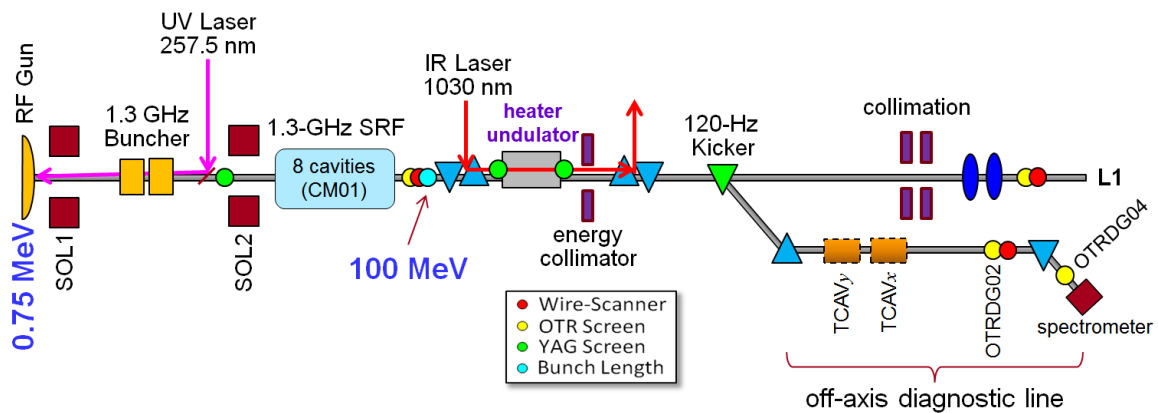 UV Laser
257.5 nm
RF Gun
1.3 GHz
Buncher
1.3-GHz SRF
8 cavities
(CM01)
IR Laser
1030 nm
heater
undulator
120-Hz
Kicker
collimation
L1
0.75 MeV
SOL1
SOL2
100 MeV
energy
collimator
TCAVy
TCAVx
OTRDG02
OTRDG04
spectrometer
Wire-Scanner
OTR Screen
YAG Screen
Bunch Length
off-axis diagnostic line